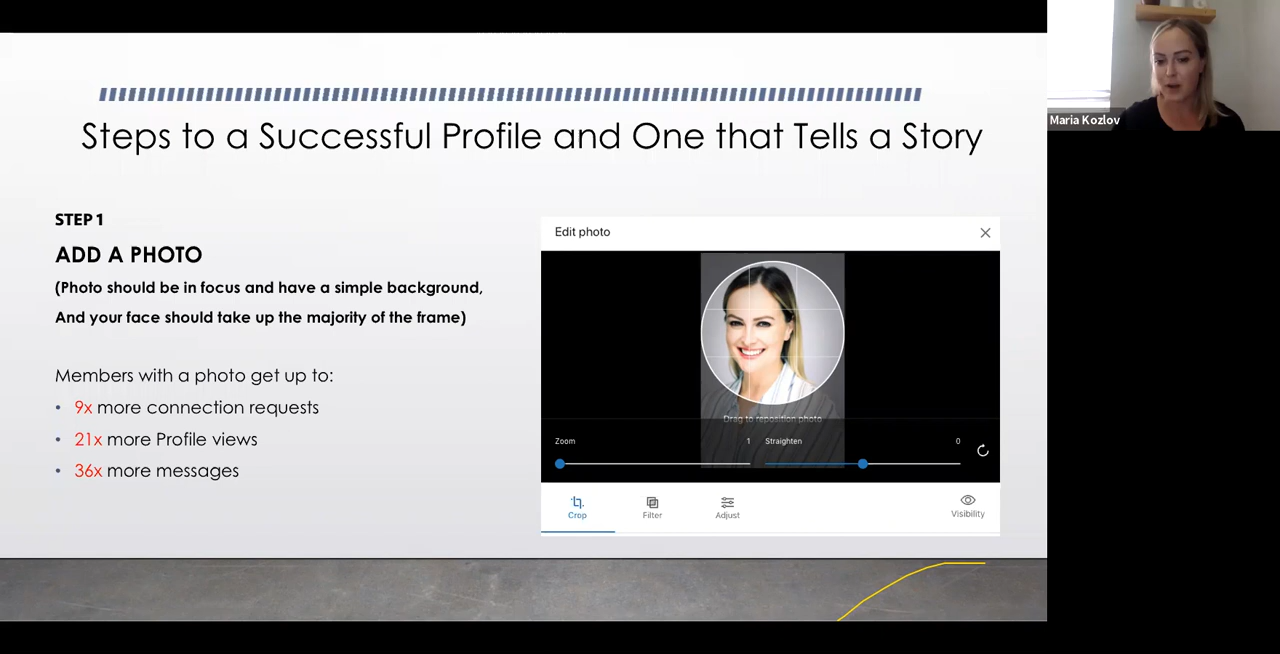 Steps to a Successful Profile and One that Tells a Story
STEP 1
ADD A PHOTO
(Photo should be in focus and have a simple background,
And your face should take up the majority of the frame)
Members with a photo get up to:
• 9x more connection requests
• 21x more Profile views
• 36x more messages
Edit photo
Drag to reposition photo
Zoom 1 Straighten 0
Crop Filter Adjust Visibility
Maria Kozlov